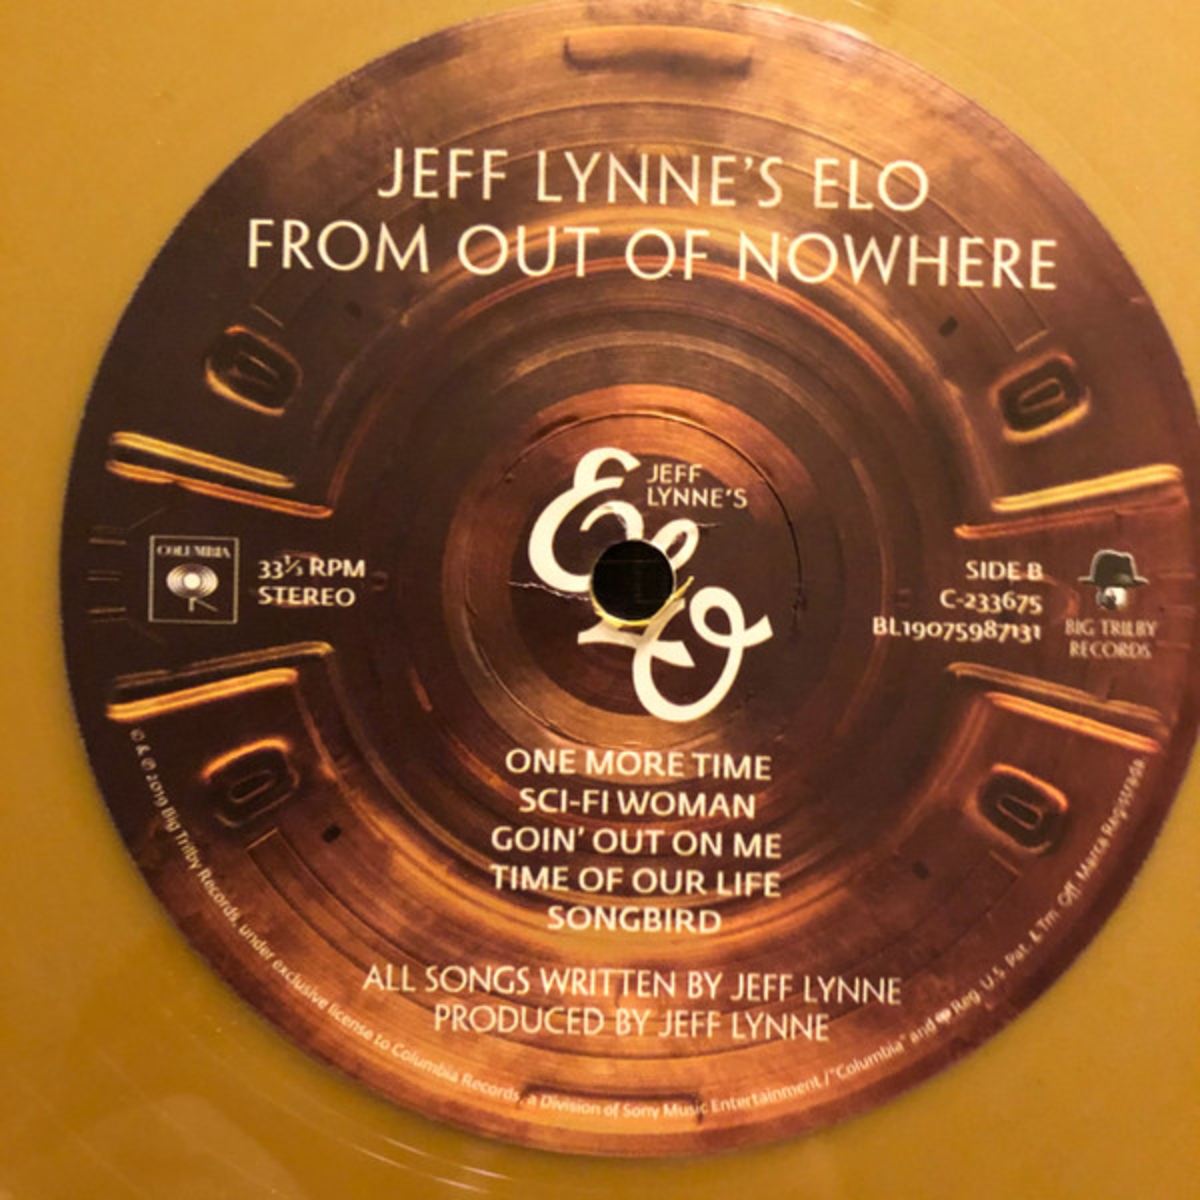 JEFF LYNNE'S ELO
FROM OUT OF NOWHERE
JEFF
LYNNE'S
ELO
COLUMBIA
33⅓ RPM
STEREO
SIDE B
C-233675
BL19075987131
BIG TRILBY
RECORDS
ONE MORE TIME
SCI-FI WOMAN
GOIN' OUT ON ME
TIME OF OUR LIFE
SONGBIRD
ALL SONGS WRITTEN BY JEFF LYNNE
PRODUCED BY JEFF LYNNE
© & ℗ 2019 Big Trilby Records, under exclusive license to Columbia Records, a Division of Sony Music Entertainment / "Columbia" and Reg. U.S. Pat. & Tm. Off. Marca Registrada